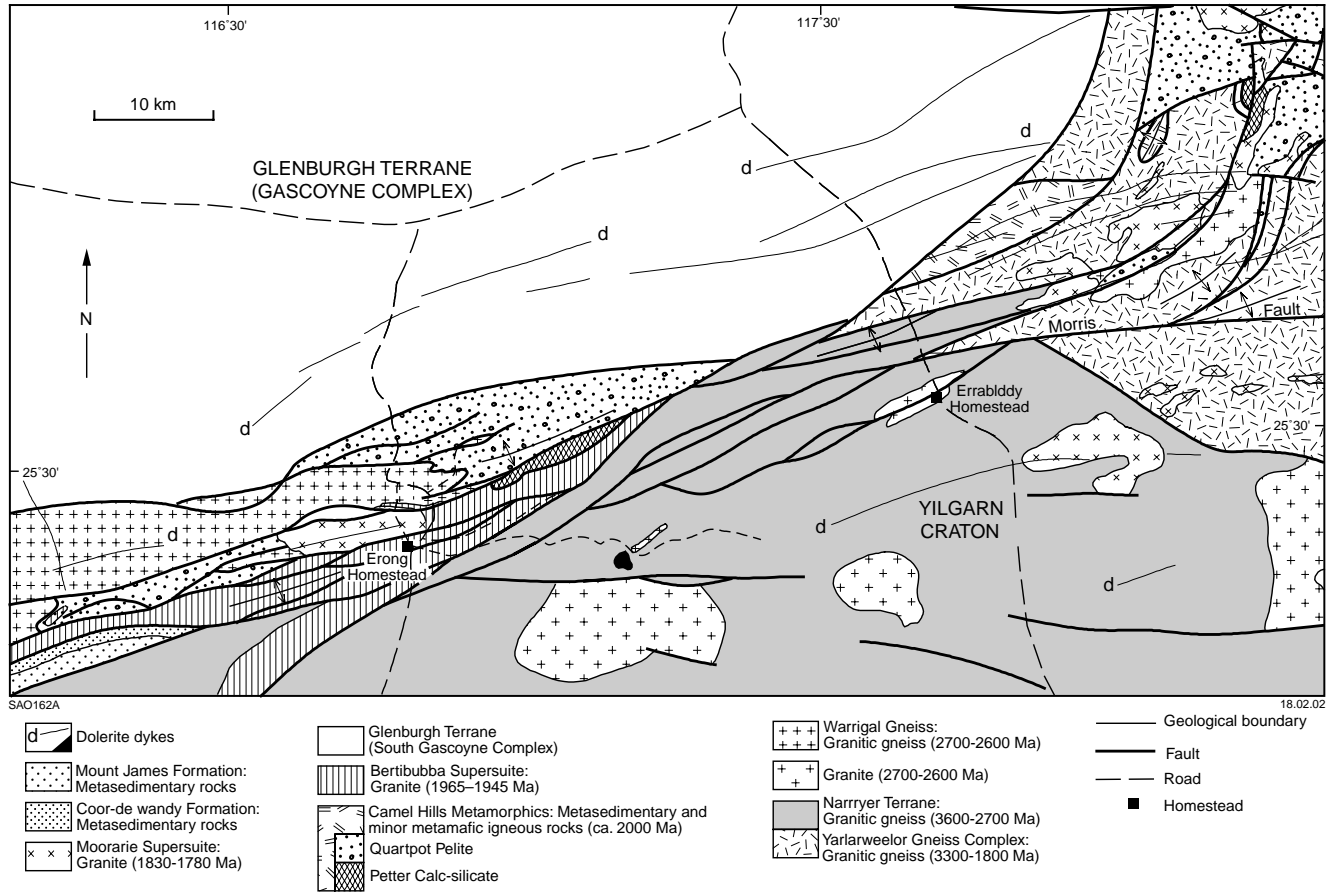 116°30'
117°30'
10 km
GLENBURGH TERRANE
(GASCOYNE COMPLEX)
d
d
d
N
Morris
Fault
Errablddy
Homestead
d
25°30'
25°30'
YILGARN
CRATON
d
d
Erong
Homestead
d
SAO162A
18.02.02
d
Dolerite dykes
Mount James Formation:
Metasedimentary rocks
Coor-de wandy Formation:
Metasedimentary rocks
Moorarie Supersuite:
Granite (1830-1780 Ma)
Glenburgh Terrane
(South Gascoyne Complex)
Bertibubba Supersuite:
Granite (1965–1945 Ma)
Camel Hills Metamorphics: Metasedimentary and
minor metamafic igneous rocks (ca. 2000 Ma)
Quartpot Pelite
Petter Calc-silicate
Warrigal Gneiss:
Granitic gneiss (2700-2600 Ma)
Granite (2700-2600 Ma)
Narrryer Terrane:
Granitic gneiss (3600-2700 Ma)
Yarlarweelor Gneiss Complex:
Granitic gneiss (3300-1800 Ma)
Geological boundary
Fault
Road
Homestead